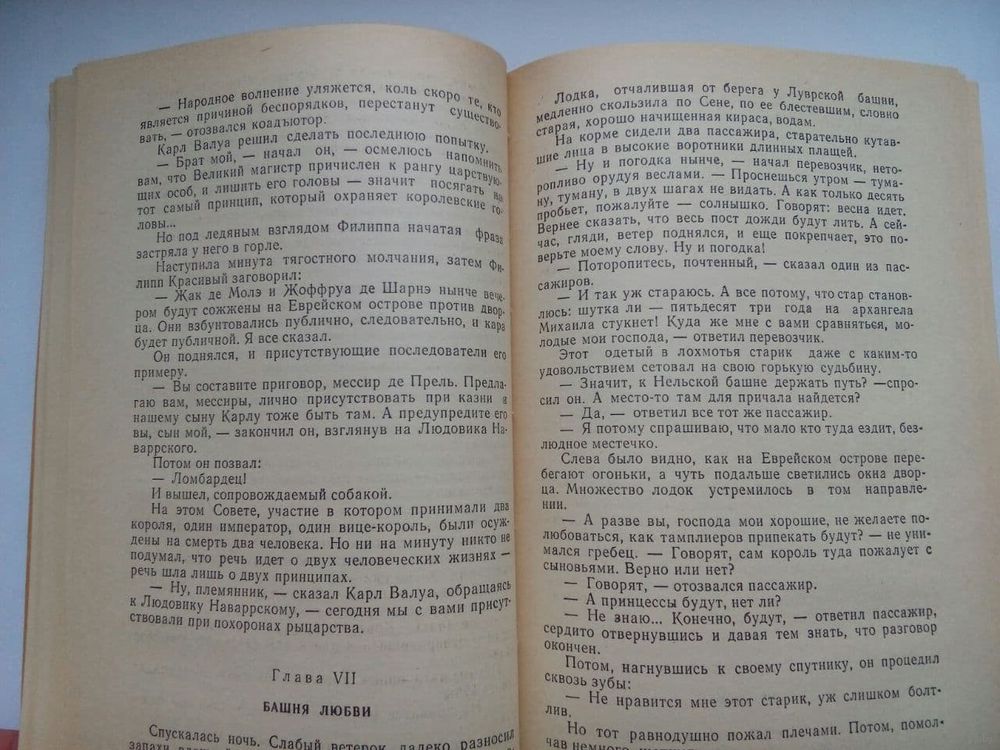 — Народное волнение уляжется, коль скоро те, кто
является причиной беспорядков, перестанут существо-
вать, — отозвался коадъютор.
Карл Валуа решил сделать последнюю попытку.
— Брат мой, — начал он, — осмелюсь напомнить
вам, что Великий магистр причислен к рангу царствую-
щих особ, и лишить его головы — значит посягать на
тот самый принцип, который охраняет королевские го-
ловы...
Но под ледяным взглядом Филиппа начатая фраза
застряла у него в горле.
Наступила минута тягостного молчания, затем Фи-
липп Красивый заговорил:
— Жак де Молэ и Жоффруа де Шарнэ нынче вече-
ром будут сожжены на Еврейском острове против двор-
ца. Они взбунтовались публично, следовательно, и кара
будет публичной. Я все сказал.
Он поднялся, и присутствующие последователи его
примеру.
— Вы составите приговор, мессир де Прель. Предла-
гаю вам, мессиры, лично присутствовать при казни и
нашему сыну Карлу тоже быть там. А предупредите его
вы, сын мой, — закончил он, взглянув на Людовика На-
варрского.
Потом он позвал:
— Ломбардец!
И вышел, сопровождаемый собакой.
На этом Совете, участие в котором принимали два
короля, один император, один вице-король, были осуж-
дены на смерть два человека. Но ни на минуту никто не
подумал, что речь идет о двух человеческих жизнях —
речь шла лишь о двух принципах.
— Ну, племянник, — сказал Карл Валуа, обращаясь
к Людовику Наваррскому, — сегодня мы с вами присут-
ствовали при похоронах рыцарства.
Глава VII
БАШНЯ ЛЮБВИ
Спускалась ночь. Слабый ветерок далеко разносил
запахи
Лодка, отчалившая от берега у Луврской башни,
медленно скользила по Сене, по ее блестевшим, словно
старая, хорошо начищенная кираса, водам.
На корме сидели два пассажира, старательно кутав-
шие лица в высокие воротники длинных плащей.
— Ну и погодка нынче, — начал перевозчик, нето-
ропливо орудуя веслами. — Проснешься утром — тума-
ну, туману, в двух шагах не видать. А как только десять
пробьет, пожалуйте — солнышко. Говорят: весна идет.
Вернее сказать, что весь пост дожди будут лить. А сей-
час, гляди, ветер поднялся, и еще покрепчает, это по-
верьте моему слову. Ну и погодка!
— Поторопитесь, почтенный, — сказал один из пас-
сажиров.
— И так уж стараюсь. А все потому, что стар становлюсь: шутка ли — пятьдесят три года на архангела
Михаила стукнет! Куда же мне с вами сравняться, мо-
лодые мои господа, — ответил перевозчик.
Этот одетый в лохмотья старик даже с каким-то
удовольствием сетовал на свою горькую судьбину.
— Значит, к Нельской башне держать путь? —спро-
сил он. А место-то там для причала найдется?
— Да, — ответил все тот же пассажир.
— Я потому спрашиваю, что мало кто туда ездит, без-
людное местечко.
Слева было видно, как на Еврейском острове пере-
бегают огоньки, а чуть подальше светились окна двор-
ца. Множество лодок устремилось в том направле-
нии.
— А разве вы, господа мои хорошие, не желаете по-
любоваться, как тамплиеров припекать будут? — не уни-
мался гребец. — Говорят, сам король туда пожалует с
сыновьями. Верно или нет?
— Говорят, — отозвался пассажир.
— А принцессы будут, нет ли?
— Не знаю... Конечно, будут, — ответил пассажир,
сердито отвернувшись и давая тем знать, что разговор
окончен.
Потом, нагнувшись к своему спутнику, он процедил
сквозь зубы:
— Не нравится мне этот старик, уж слишком болт-
лив.
Но тот равнодушно пожал плечами. Потом, помол-
чав немного,